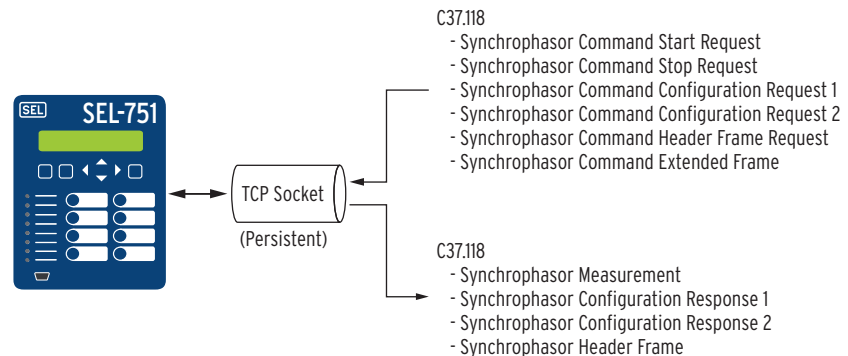 SEL
SEL-751
TCP Socket
(Persistent)
C37.118
- Synchrophasor Command Start Request
- Synchrophasor Command Stop Request
- Synchrophasor Command Configuration Request 1
- Synchrophasor Command Configuration Request 2
- Synchrophasor Command Header Frame Request
- Synchrophasor Command Extended Frame
C37.118
- Synchrophasor Measurement
- Synchrophasor Configuration Response 1
- Synchrophasor Configuration Response 2
- Synchrophasor Header Frame